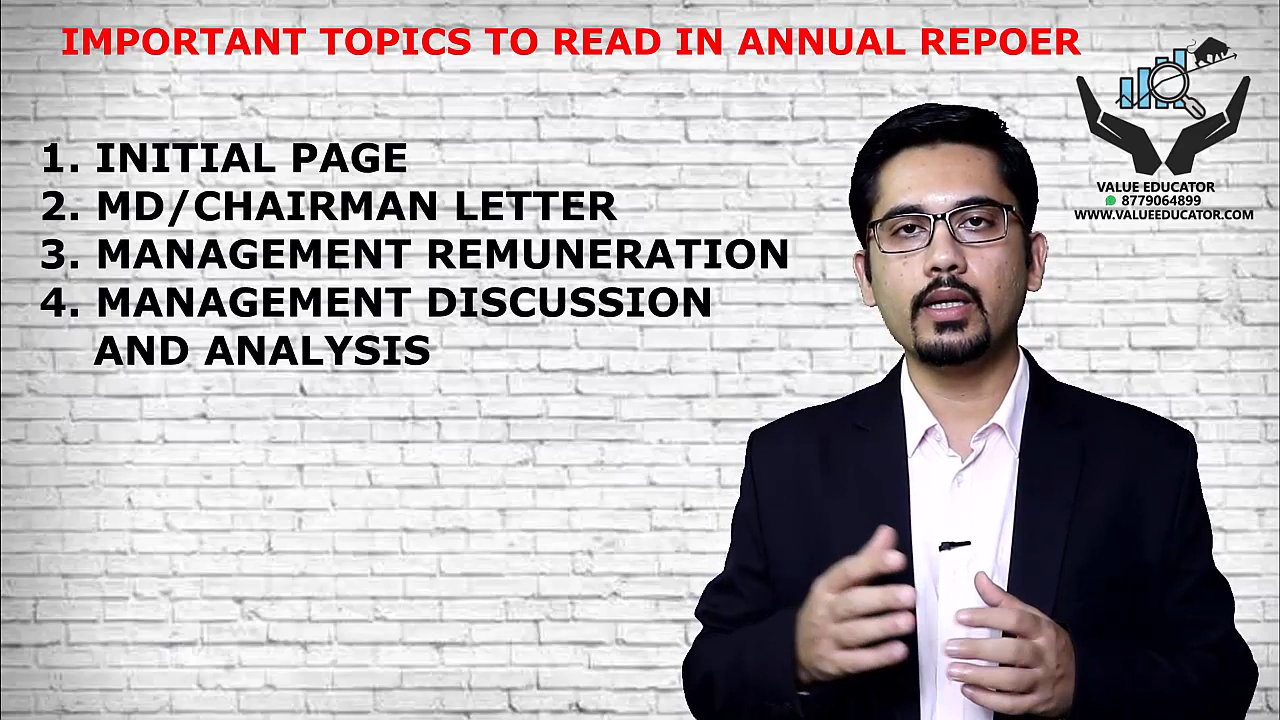 IMPORTANT TOPICS TO READ IN ANNUAL REPOER
1. INITIAL PAGE
2. MD/CHAIRMAN LETTER
3. MANAGEMENT REMUNERATION
4. MANAGEMENT DISCUSSION
AND ANALYSIS
VALUE EDUCATOR
8779064899
WWW.VALUEEDUCATOR.COM